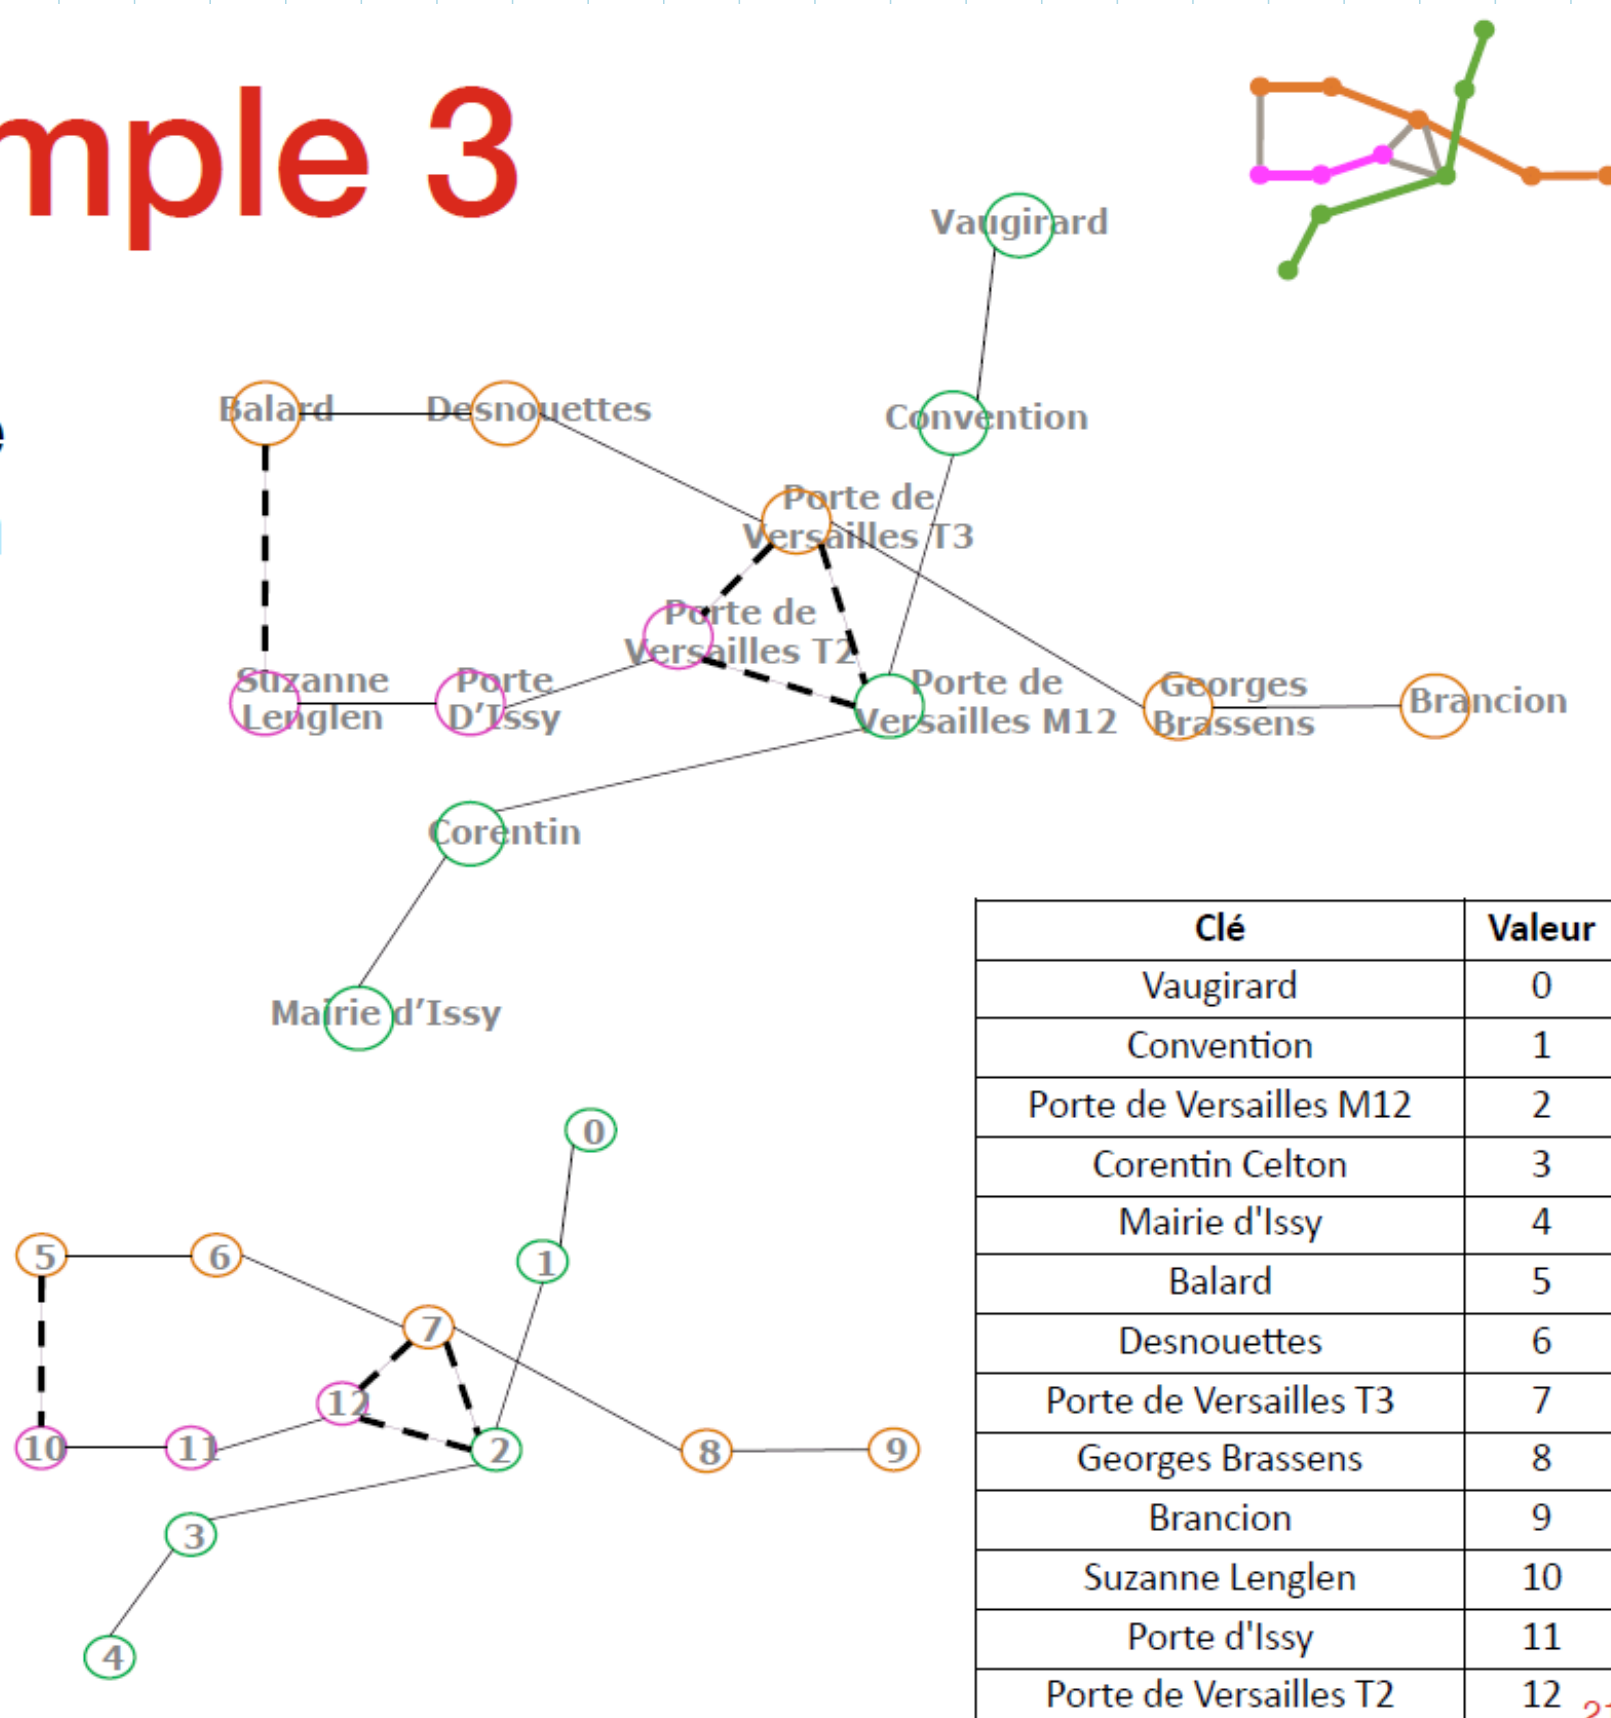 mple 3
Vaugirard
Balard
Desnouettes
Convention
Porte de
Versailles T3
Porte de
Versailles T2
Suzanne
Lenglen
Porte
D’Issy
Porte de
Versailles M12
Georges
Brassens
Brancion
Corentin
Mairie d’Issy
0
5
6
1
7
12
10
11
2
8
9
3
4
Clé Valeur
Vaugirard 0
Convention 1
Porte de Versailles M12 2
Corentin Celton 3
Mairie d'Issy 4
Balard 5
Desnouettes 6
Porte de Versailles T3 7
Georges Brassens 8
Brancion 9
Suzanne Lenglen 10
Porte d'Issy 11
Porte de Versailles T2 12